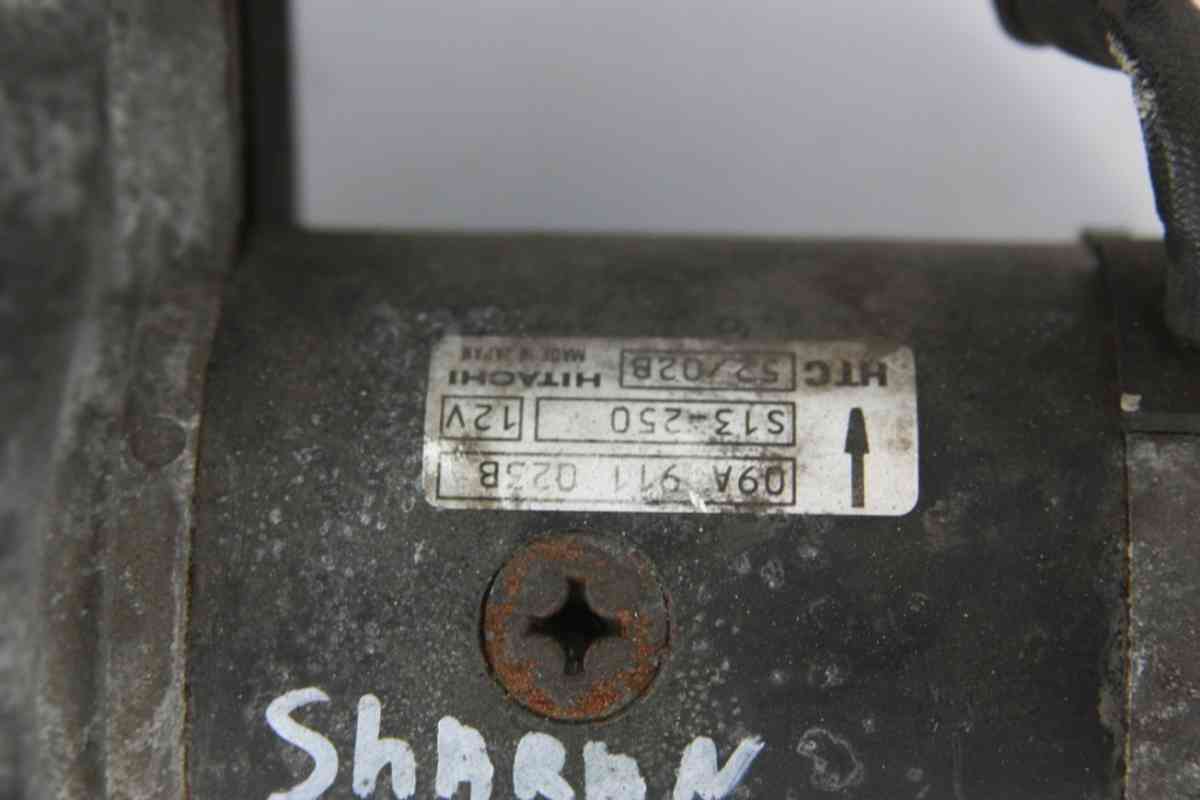 09A 911 023B
S13-250 12V
HTC 52/02B HITACHI
MADE IN JAPAN
SHARAN